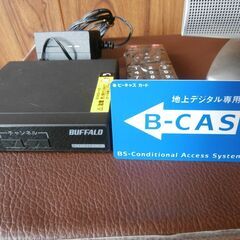 ⓑ ビーキャス カード
地上デジタル専用
B-CAS
BS-Conditional Access System
チャンネル
BUFFALO